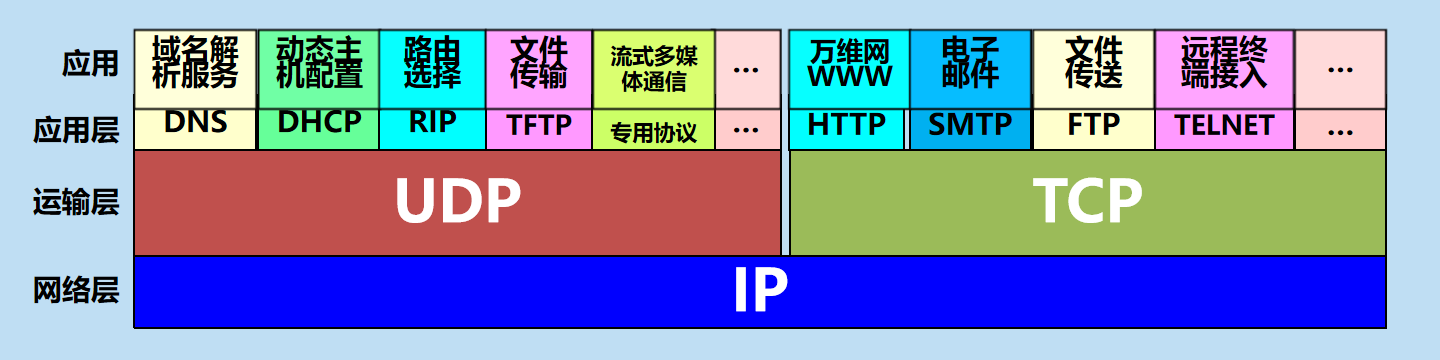 应用
域名解
析服务
动态主
机配置
路由
选择
文件
传输
流式多媒
体通信
...
万维网
WWW
电子
邮件
文件
传送
远程终
端接入
...
应用层
DNS
DHCP
RIP
TFTP
专用协议
...
HTTP
SMTP
FTP
TELNET
...
运输层
UDP
TCP
网络层
IP